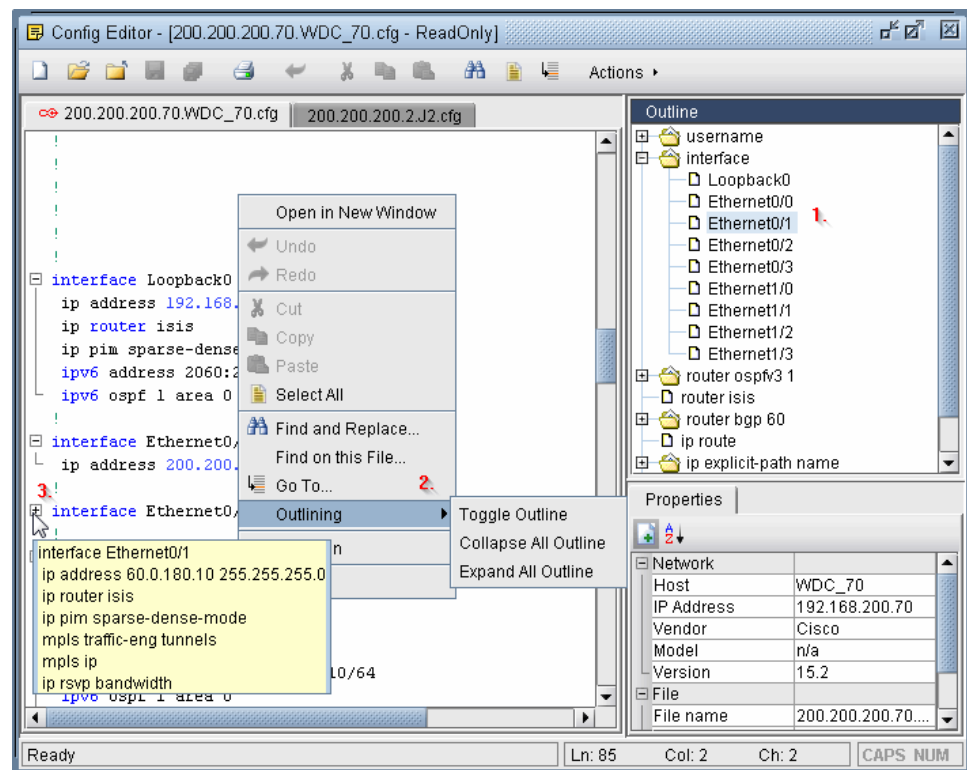 Config Editor - [200.200.200.70.WDC_70.cfg - ReadOnly]
Actions
200.200.200.70.WDC_70.cfg
200.200.200.2.J2.cfg
!
!
!
!
!
!
interface Loopback0
ip address 192.168.
ip router isis
ip pim sparse-dense
ipv6 address 2060:2
ipv6 ospf 1 area 0
!
interface Ethernet0/
ip address 200.200.
3.
!
interface Ethernet0/
interface Ethernet0/1
ip address 60.0.180.10 255.255.255.0
ip router isis
ip pim sparse-dense-mode
mpls traffic-eng tunnels
mpls ip
ip rsvp bandwidth
10/64
ipv6 ospf 1 area 0
Open in New Window
Undo
Redo
Cut
Copy
Paste
Select All
Find and Replace...
Find on this File...
Go To...
2.
Outlining
n
Toggle Outline
Collapse All Outline
Expand All Outline
Outline
username
interface
Loopback0
Ethernet0/0
1.
Ethernet0/1
Ethernet0/2
Ethernet0/3
Ethernet1/0
Ethernet1/1
Ethernet1/2
Ethernet1/3
router ospfv3 1
router isis
router bgp 60
ip route
ip explicit-path name
Properties
A
Z
Network
Host WDC_70
IP Address 192.168.200.70
Vendor Cisco
Model n/a
Version 15.2
File
File name 200.200.200.70....
Ready
Ln: 85 Col: 2 Ch: 2
CAPS NUM